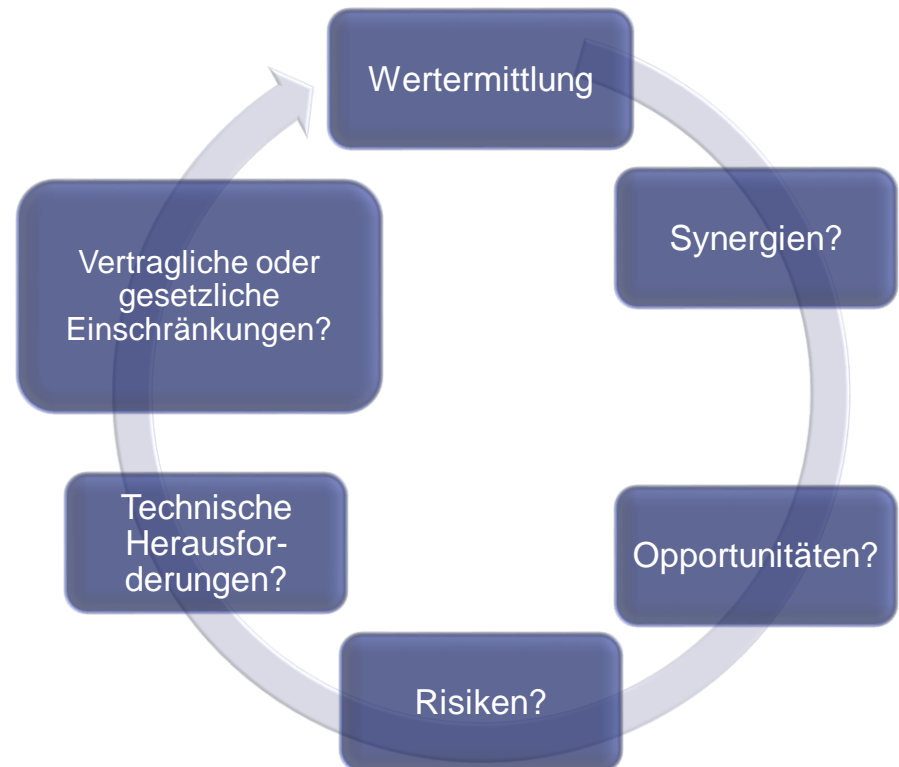 Wertermittlung
Synergien?
Opportunitäten?
Risiken?
Technische
Herausfor-
derungen?
Vertragliche oder
gesetzliche
Einschränkungen?